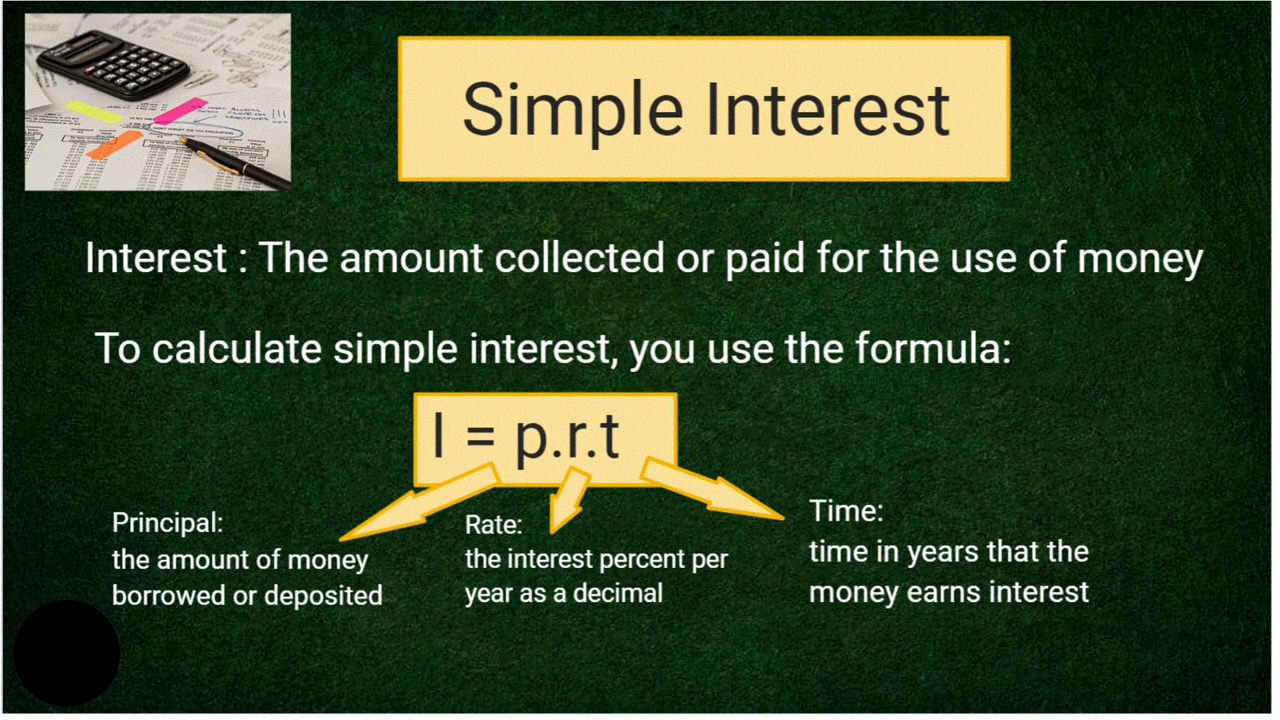 Simple Interest
Interest : The amount collected or paid for the use of money
To calculate simple interest, you use the formula:
I = p.r.t
Principal:
the amount of money
borrowed or deposited
Rate:
the interest percent per
year as a decimal
Time:
time in years that the
money earns interest